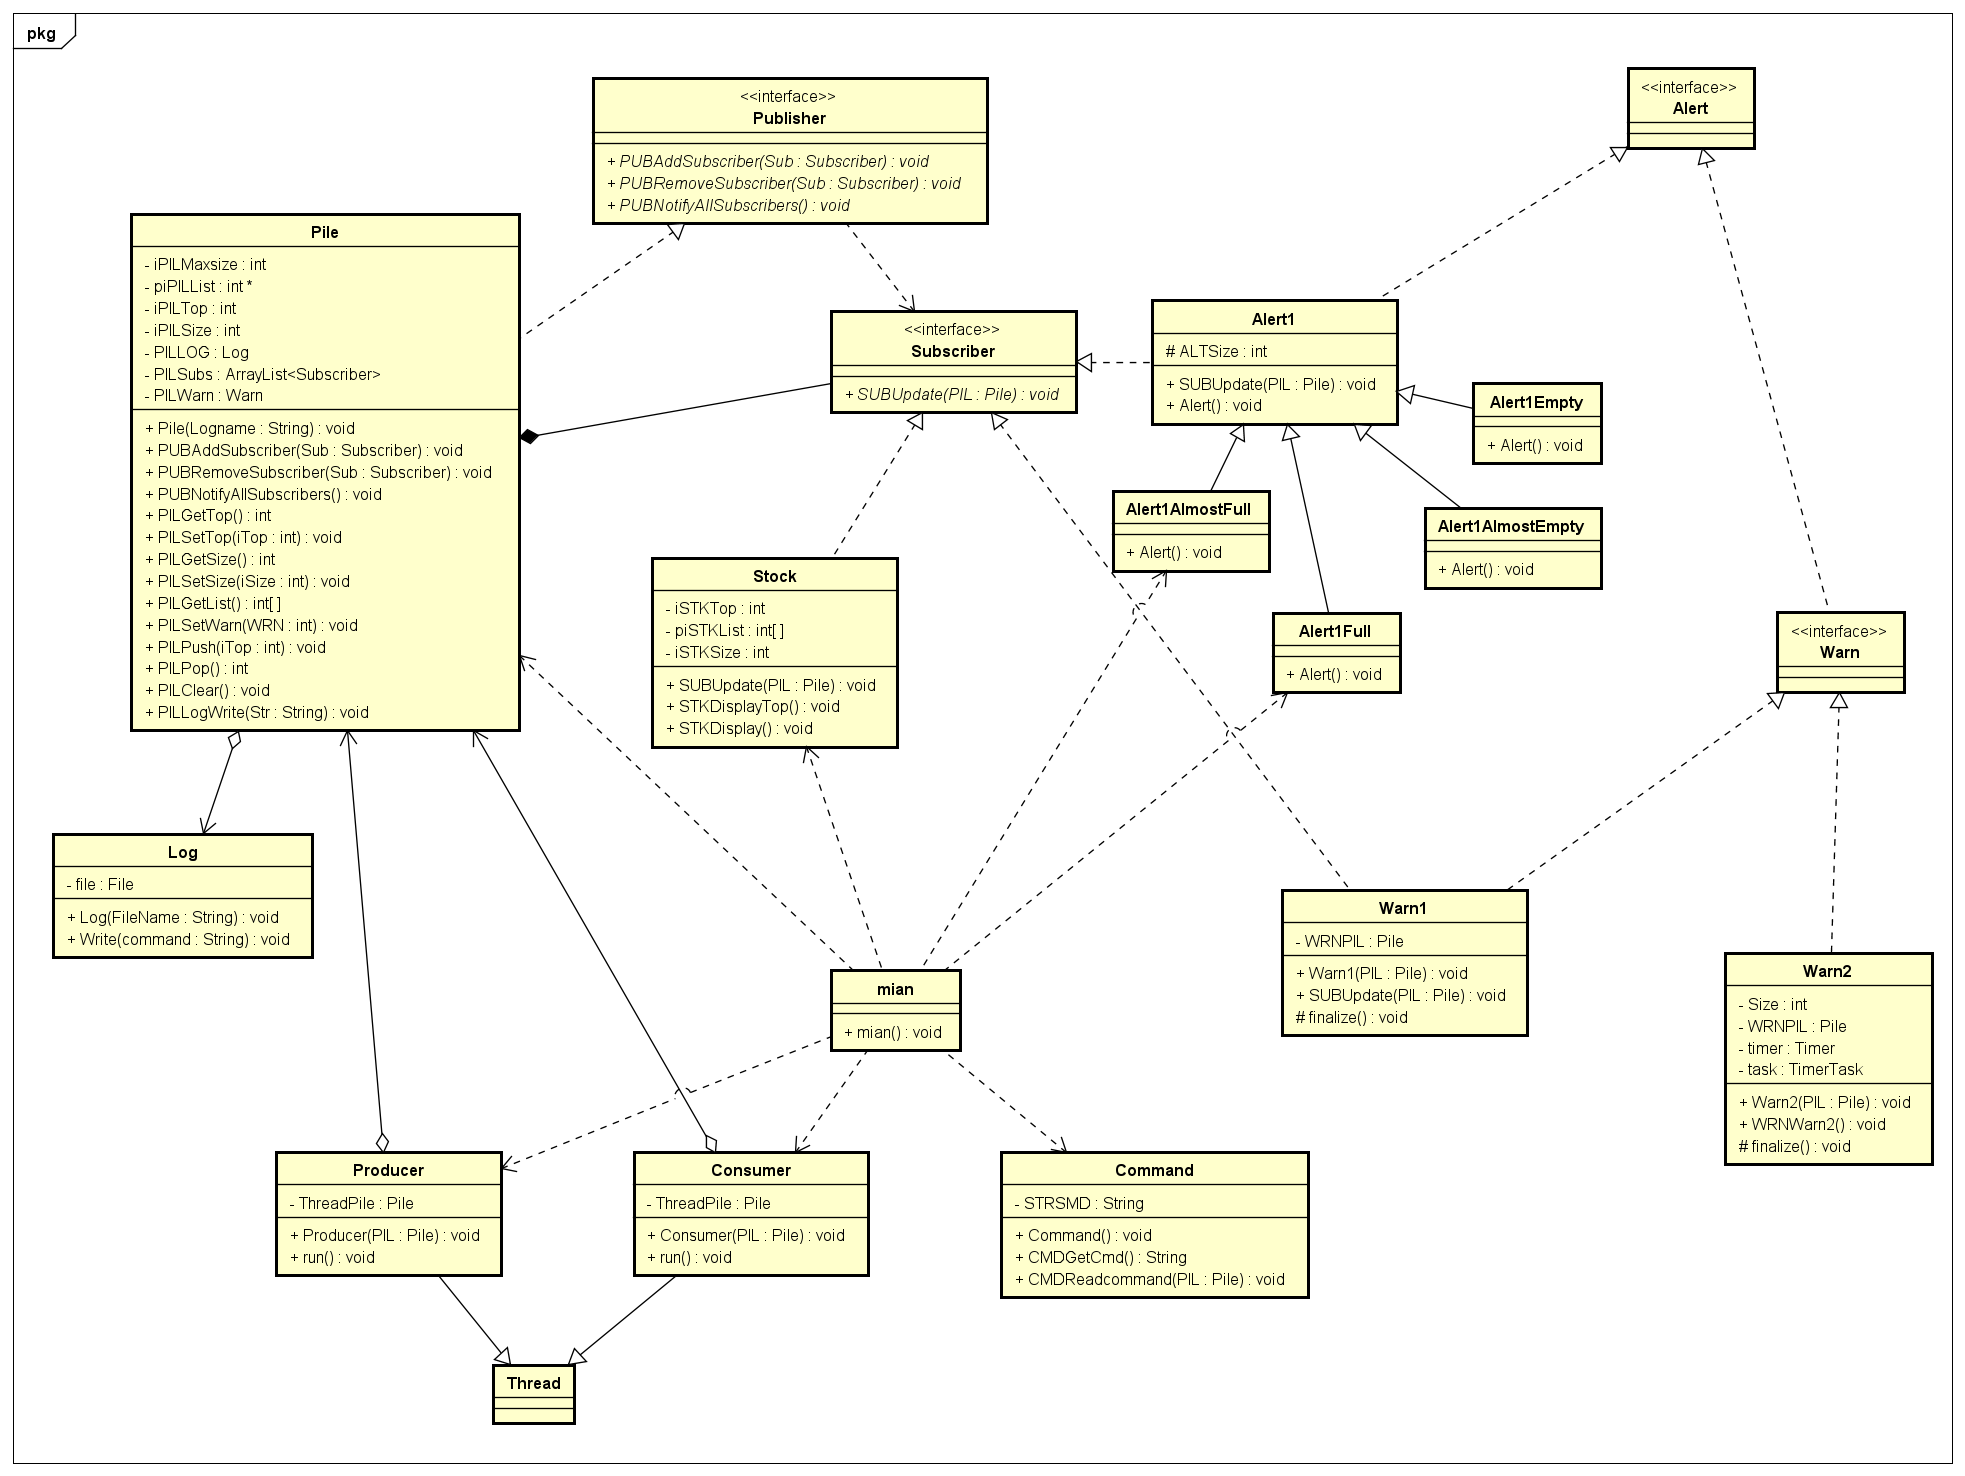 pkg
<<interface>>
Publisher
+ PUBAddSubscriber(Sub : Subscriber) : void
+ PUBRemoveSubscriber(Sub : Subscriber) : void
+ PUBNotifyAllSubscribers() : void
<<interface>>
Alert
Pile
- iPILMaxsize : int
- piPILList : int *
- iPILTop : int
- iPILSize : int
- PILLOG : Log
- PILSubs : ArrayList<Subscriber>
- PILWarn : Warn
+ Pile(Logname : String) : void
+ PUBAddSubscriber(Sub : Subscriber) : void
+ PUBRemoveSubscriber(Sub : Subscriber) : void
+ PUBNotifyAllSubscribers() : void
+ PILGetTop() : int
+ PILSetTop(iTop : int) : void
+ PILGetSize() : int
+ PILSetSize(iSize : int) : void
+ PILGetList() : int[ ]
+ PILSetWarn(WRN : int) : void
+ PILPush(iTop : int) : void
+ PILPop() : int
+ PILClear() : void
+ PILLogWrite(Str : String) : void
<<interface>>
Subscriber
+ SUBUpdate(PIL : Pile) : void
Alert1
# ALTSize : int
+ SUBUpdate(PIL : Pile) : void
+ Alert() : void
Alert1Empty
+ Alert() : void
Alert1AlmostFull
+ Alert() : void
Alert1AlmostEmpty
+ Alert() : void
Stock
- iSTKTop : int
- piSTKList : int[ ]
- iSTKSize : int
+ SUBUpdate(PIL : Pile) : void
+ STKDisplayTop() : void
+ STKDisplay() : void
Alert1Full
+ Alert() : void
<<interface>>
Warn
Log
- file : File
+ Log(FileName : String) : void
+ Write(command : String) : void
Warn1
- WRNPIL : Pile
+ Warn1(PIL : Pile) : void
+ SUBUpdate(PIL : Pile) : void
# finalize() : void
mian
+ mian() : void
Warn2
- Size : int
- WRNPIL : Pile
- timer : Timer
- task : TimerTask
+ Warn2(PIL : Pile) : void
+ WRNWarn2() : void
# finalize() : void
Producer
- ThreadPile : Pile
+ Producer(PIL : Pile) : void
+ run() : void
Consumer
- ThreadPile : Pile
+ Consumer(PIL : Pile) : void
+ run() : void
Command
- STRSMD : String
+ Command() : void
+ CMDGetCmd() : String
+ CMDReadcommand(PIL : Pile) : void
Thread